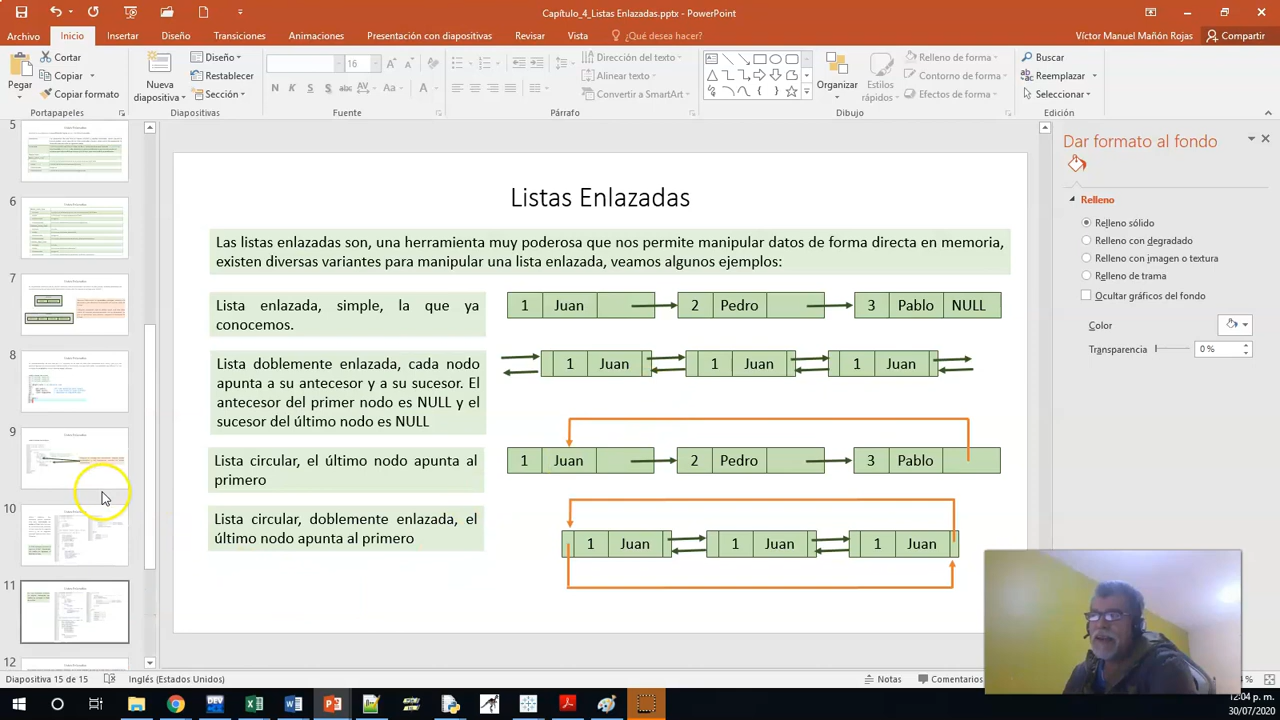 Capítulo_4_Listas Enlazadas.pptx - PowerPoint
Archivo Inicio Insertar Diseño Transiciones Animaciones Presentación con diapositivas Revisar Vista ¿Qué desea hacer? Víctor Manuel Mañón Rojas Compartir
Pegar
Cortar
Copiar
Copiar formato
Portapapeles
Nueva
diapositiva
Diseño
Restablecer
Sección
Diapositivas
16
N K S S abc AV Aa A
Fuente
Dirección del texto
Alinear texto
Convertir a SmartArt
Párrafo
Organizar
Estilos
rápidos
Relleno de forma
Contorno de forma
Efectos de forma
Dibujo
Buscar
Reemplazar
Seleccionar
Edición
5
6
7
8
9
10
11
12
Listas Enlazadas
Las listas enlazadas son, una herramienta muy poderosa que nos permite manipular datos de forma directa en memoria,
existen diversas variantes para manipular una lista enlazada, veamos algunos ejemplos:
Lista enlazada, simple, la que ya
conocemos.
1 Juan 2 Pedro 3 Pablo NULL
Lista doblemente enlazada, cada nodo
apunta a su antecesor y a su sucesor. El
antecesor del primer nodo es NULL y el
sucesor del último nodo es NULL
1 Juan 1 Juan 1 Juan
Lista circular, el último nodo apunta al
primero
1 Juan 2 Pedro 3 Pablo
Lista circular, doblemente enlazada, el
último nodo apunta al primero
1 Juan 1 Juan 1 Juan
Dar formato al fondo
Relleno
Relleno sólido
Relleno con degradado
Relleno con imagen o textura
Relleno de trama
Ocultar gráficos del fondo
Color
Transparencia 0 %
Diapositiva 15 de 15 Inglés (Estados Unidos) Notas Comentarios
12:04 p. m.
30/07/2020